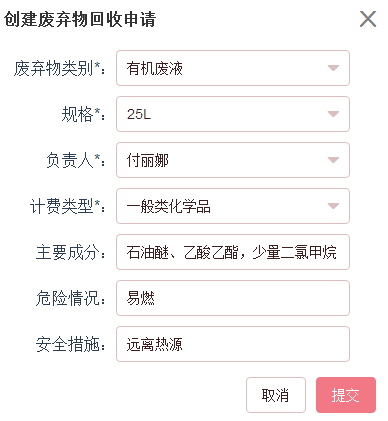 创建废弃物回收申请
废弃物类别*： 有机废液
规格*： 25L
负责人*： 付丽娜
计费类型*： 一般类化学品
主要成分： 石油醚、乙酸乙酯，少量二氯甲烷
危险情况： 易燃
安全措施： 远离热源
取消 提交